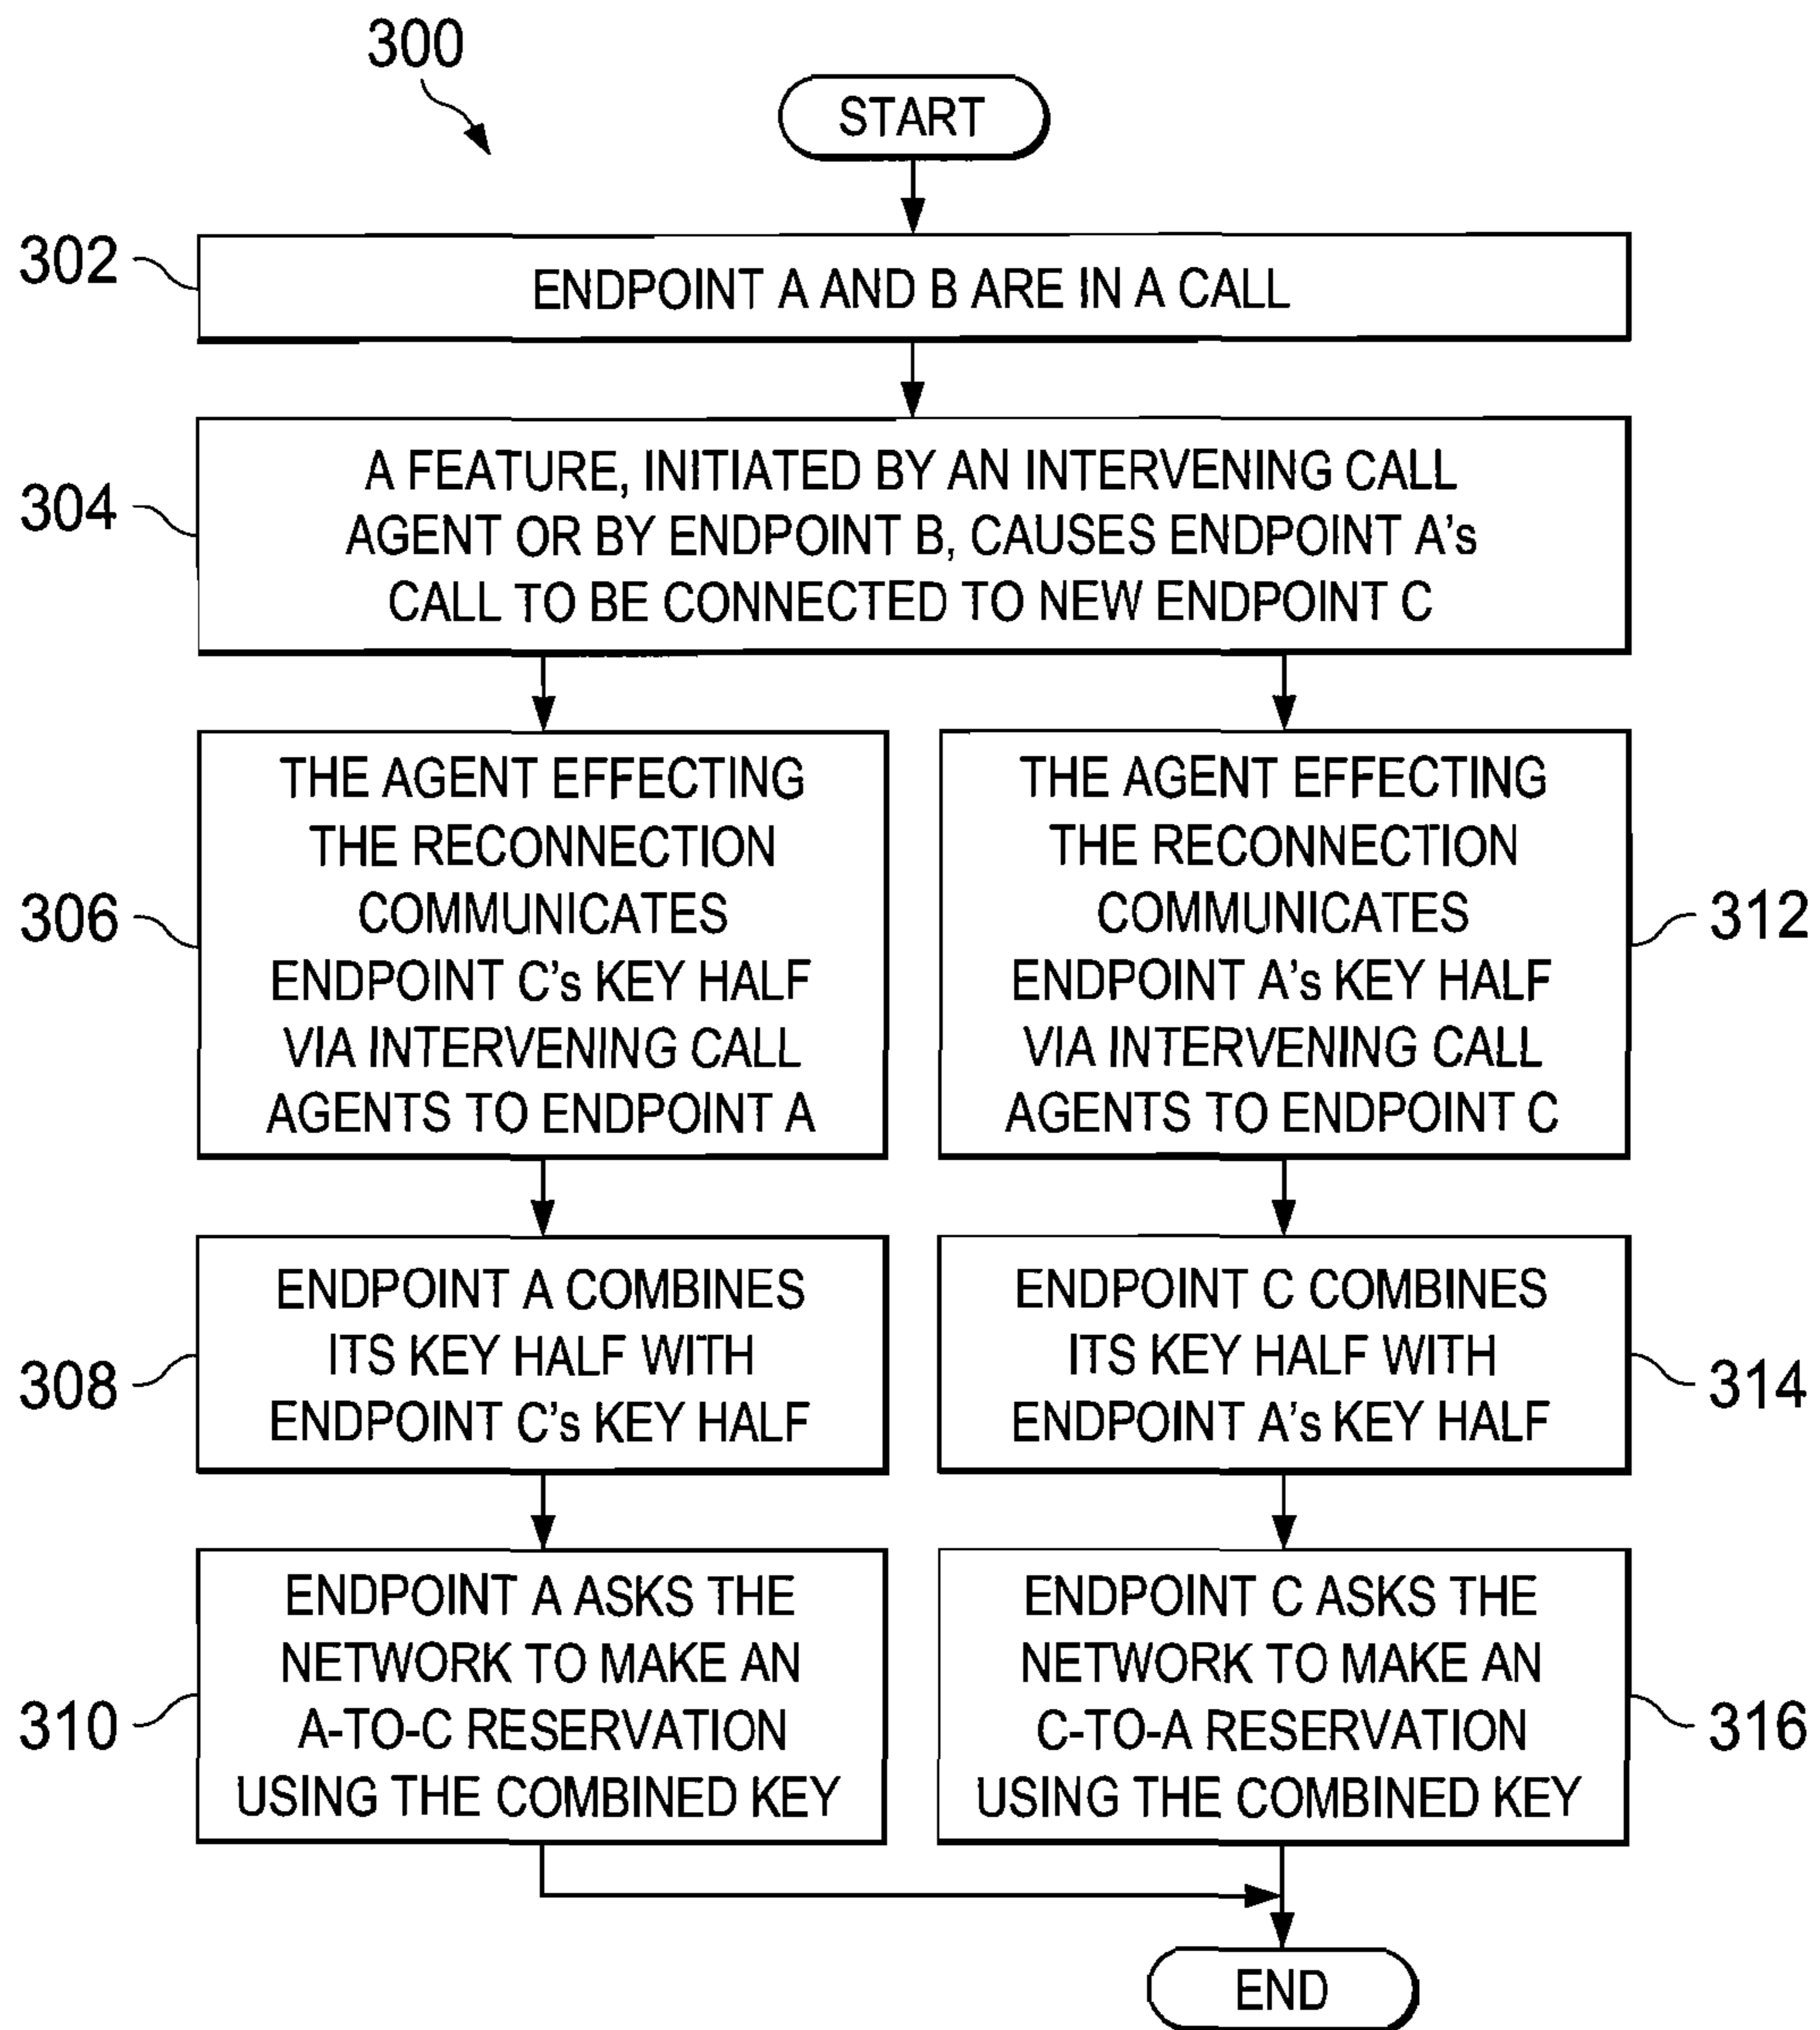 300
START
302
ENDPOINT A AND B ARE IN A CALL
304
A FEATURE, INITIATED BY AN INTERVENING CALL
AGENT OR BY ENDPOINT B, CAUSES ENDPOINT A's
CALL TO BE CONNECTED TO NEW ENDPOINT C
306
THE AGENT EFFECTING
THE RECONNECTION
COMMUNICATES
ENDPOINT C's KEY HALF
VIA INTERVENING CALL
AGENTS TO ENDPOINT A
308
ENDPOINT A COMBINES
ITS KEY HALF WITH
ENDPOINT C's KEY HALF
310
ENDPOINT A ASKS THE
NETWORK TO MAKE AN
A-TO-C RESERVATION
USING THE COMBINED KEY
THE AGENT EFFECTING
THE RECONNECTION
COMMUNICATES
ENDPOINT A's KEY HALF
VIA INTERVENING CALL
AGENTS TO ENDPOINT C
312
ENDPOINT C COMBINES
ITS KEY HALF WITH
ENDPOINT A's KEY HALF
314
ENDPOINT C ASKS THE
NETWORK TO MAKE AN
C-TO-A RESERVATION
USING THE COMBINED KEY
316
END